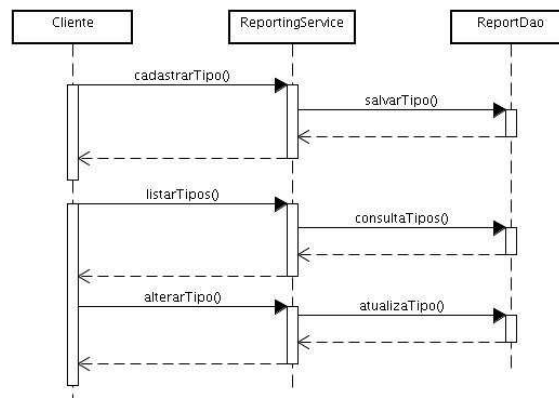 Cliente
ReportingService
ReportDao
cadastrarTipo()
salvarTipo()
listarTipos()
consultaTipos()
alterarTipo()
atualizaTipo()